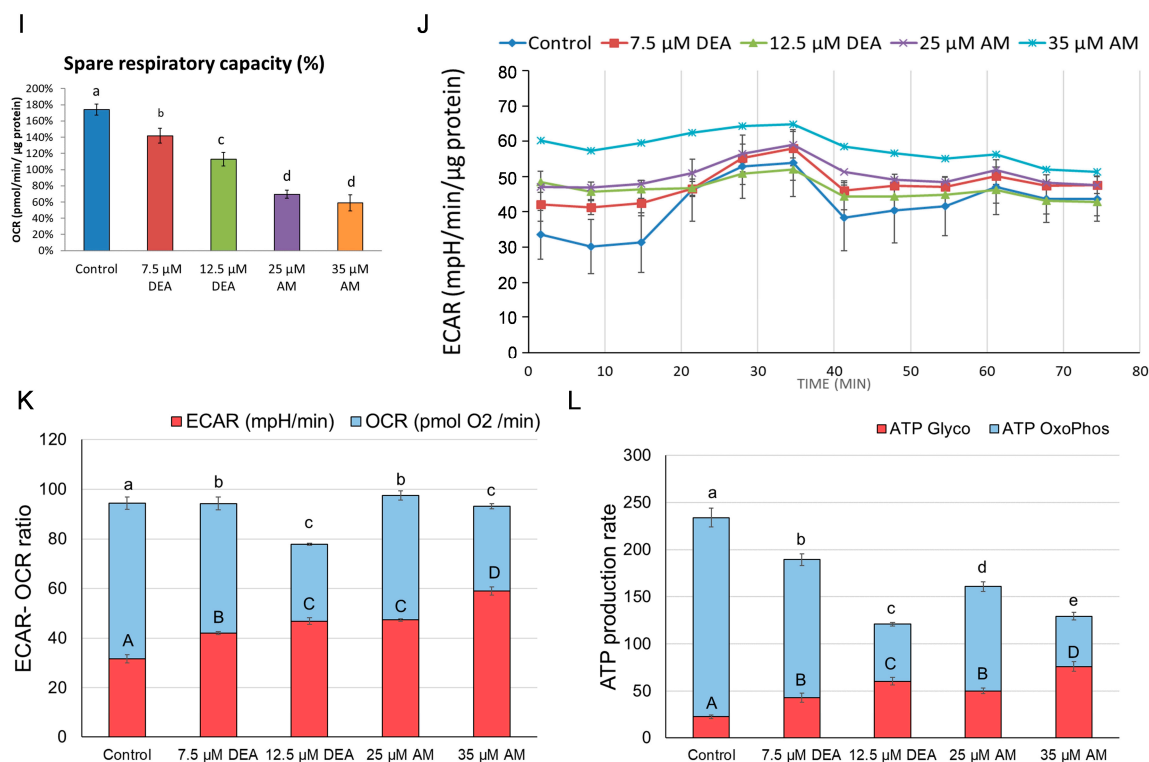 I
Spare respiratory capacity (%)
OCR (pmol/min/ µg protein)
200%
180%
160%
140%
120%
100%
80%
60%
40%
20%
0%
a
b
c
d
d
Control
7.5 µM DEA
12.5 µM DEA
25 µM AM
35 µM AM
J
Control 7.5 µM DEA 12.5 µM DEA 25 µM AM 35 µM AM
ECAR (mpH/min/µg protein)
80
70
60
50
40
30
20
10
0
0 10 20 30 40 50 60 70 80
TIME (MIN)
K
ECAR (mpH/min) OCR (pmol O2 /min)
ECAR- OCR ratio
120
100
80
60
40
20
0
a
b
c
b
c
A
B
C
C
D
Control 7.5 µM DEA 12.5 µM DEA 25 µM AM 35 µM AM
L
ATP Glyco ATP OxoPhos
ATP production rate
300
250
200
150
100
50
0
a
b
c
d
e
A
B
C
B
D
Control 7.5 µM DEA 12.5 µM DEA 25 µM AM 35 µM AM